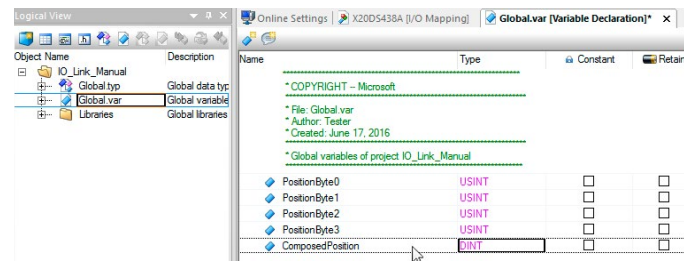 Logical View
Online Settings
X20DS438A [I/O Mapping]
Global.var [Variable Declaration]*
Object Name Description
IO_Link_Manual
Global.typ Global data typ
Global.var Global variable
Libraries Global libraries
Name Type Constant Retain
* COPYRIGHT -- Microsoft
* File: Global.var
* Author: Tester
* Created: June 17, 2016
* Global variables of project IO_Link_Manual
PositionByte0 USINT
PositionByte1 USINT
PositionByte2 USINT
PositionByte3 USINT
ComposedPosition DINT